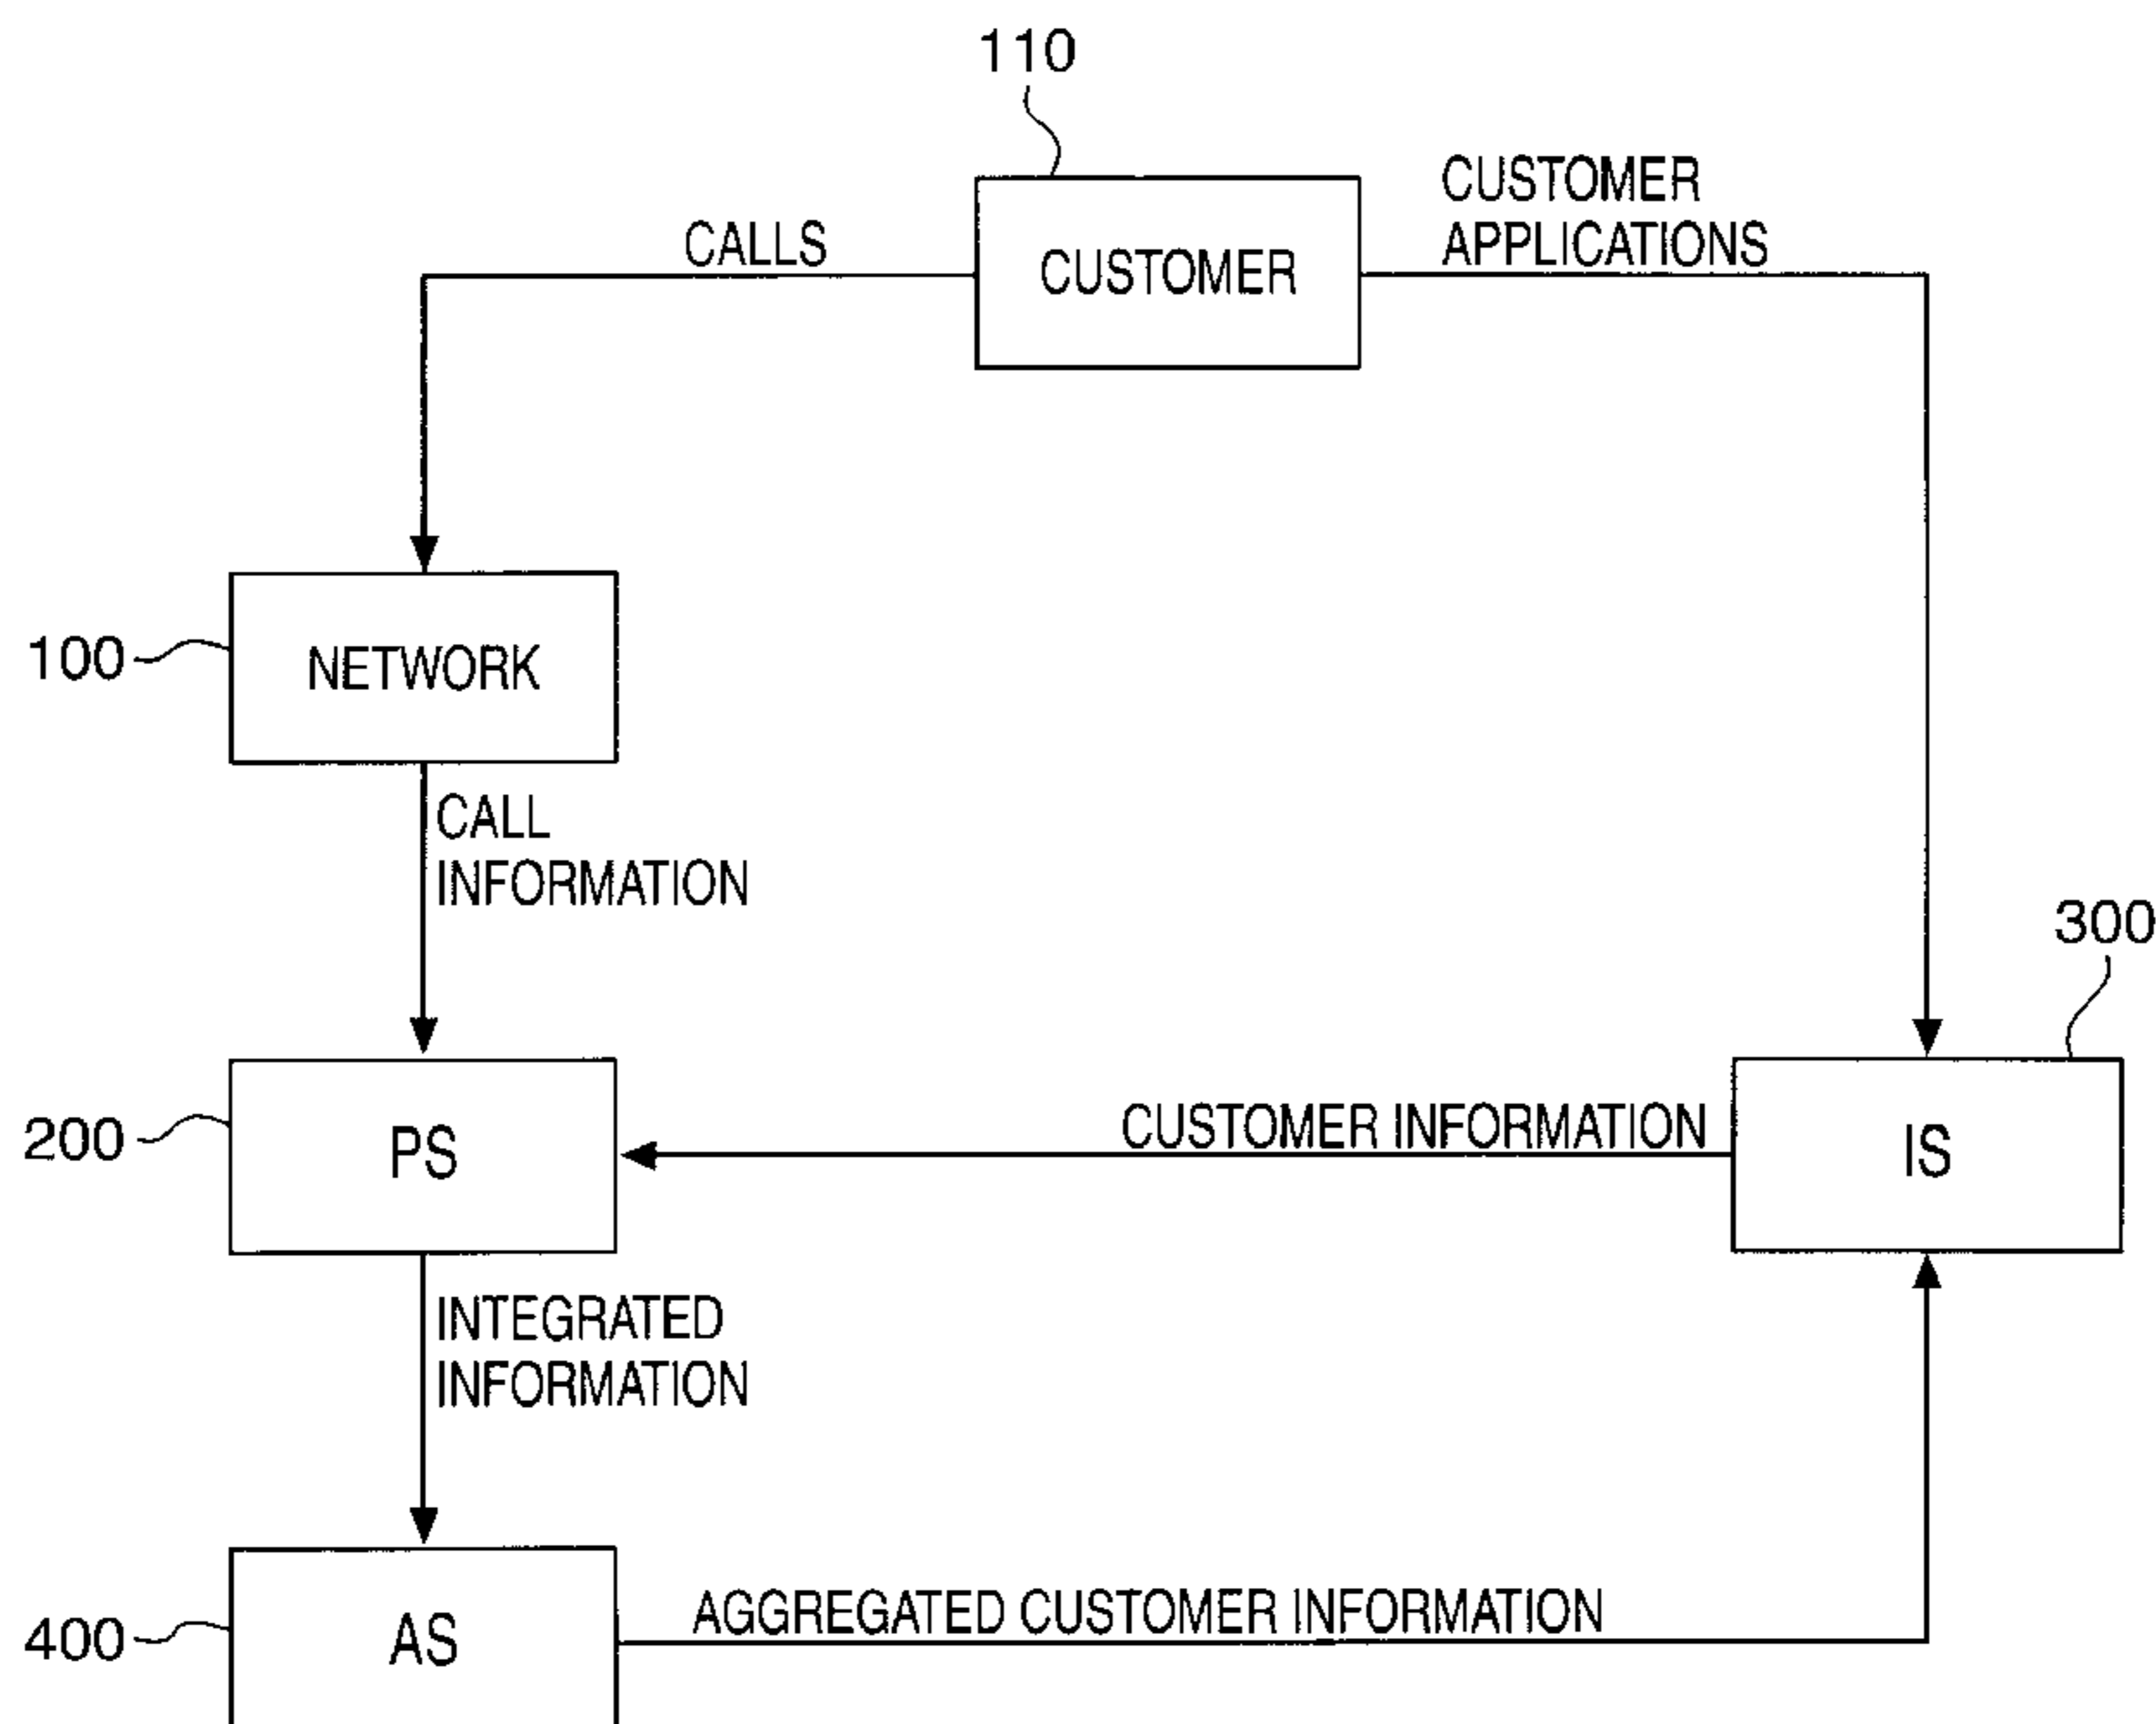 110
CUSTOMER
APPLICATIONS
CALLS
CUSTOMER
100
NETWORK
CALL
INFORMATION
300
200
PS
CUSTOMER INFORMATION
IS
INTEGRATED
INFORMATION
400
AS
AGGREGATED CUSTOMER INFORMATION